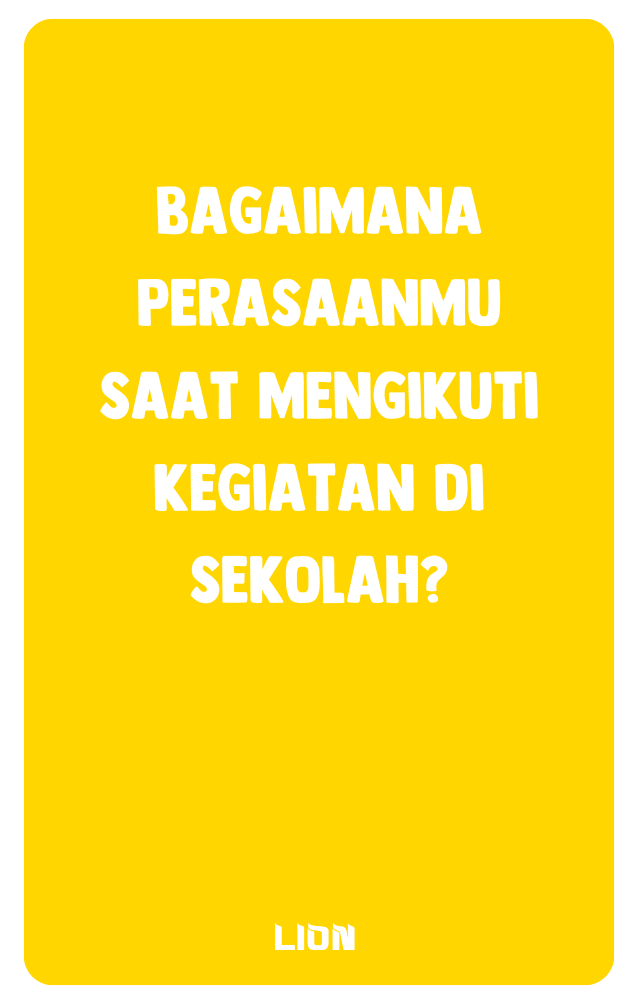 BAGAIMANA
PERASAANMU
SAAT MENGIKUTI
KEGIATAN DI
SEKOLAH?
LION